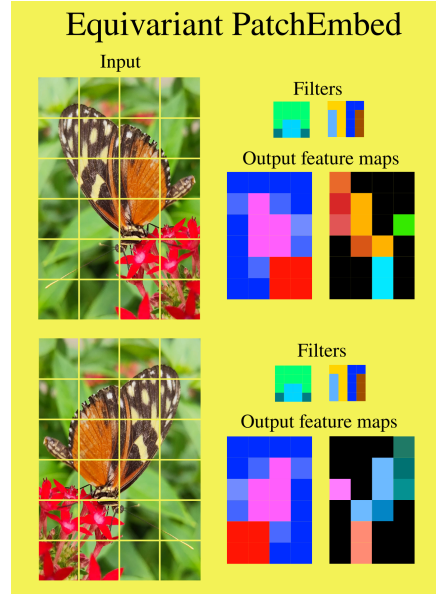 Equivariant PatchEmbed
Input
Filters
Output feature maps
Filters
Output feature maps